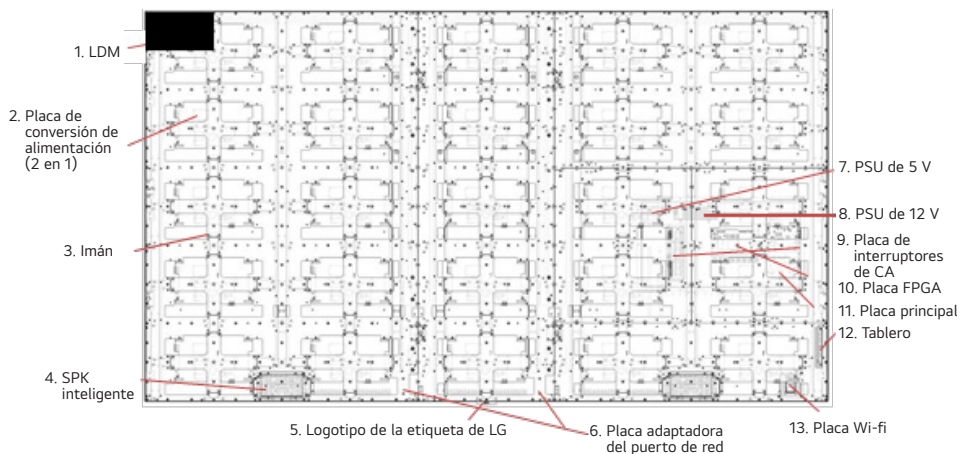 1. LDM
2. Placa de
conversión de
alimentación
(2 en 1)
3. Imán
4. SPK
inteligente
5. Logotipo de la etiqueta de LG
6. Placa adaptadora
del puerto de red
7. PSU de 5 V
8. PSU de 12 V
9. Placa de
interruptores
de CA
10. Placa FPGA
11. Placa principal
12. Tablero
13. Placa Wi-fi